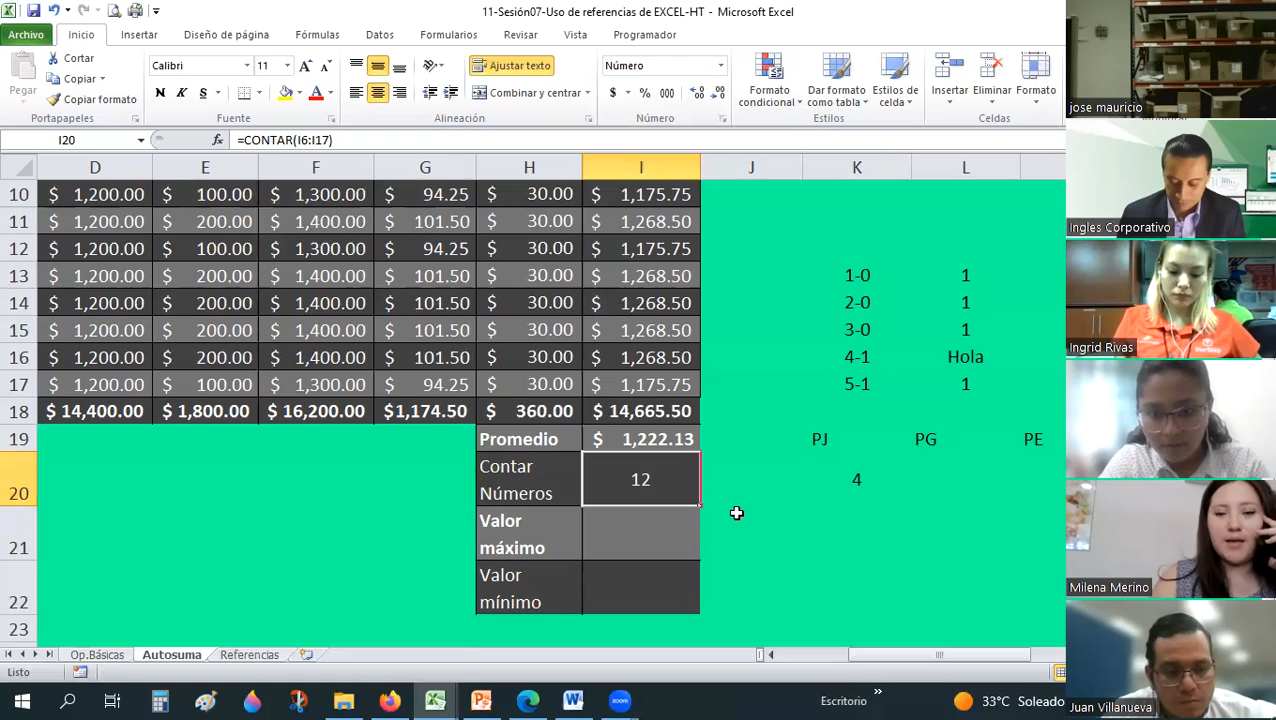 11-Sesión07-Uso de referencias de EXCEL-HT - Microsoft Excel
Archivo Inicio Insertar Diseño de página Fórmulas Datos Formularios Revisar Vista Programador
Pegar
Cortar
Copiar
Copiar formato
Portapapeles
Calibri 11
N K S
Fuente
Ajustar texto
Combinar y centrar
Alineación
Número
$ % 000
Número
Formato condicional
Dar formato como tabla
Estilos de celda
Estilos
Insertar
Eliminar
Formato
Celdas
I20 fx =CONTAR(I6:I17)
D E F G H I J K L
10 $ 1,200.00 $ 100.00 $ 1,300.00 $ 94.25 $ 30.00 $ 1,175.75
11 $ 1,200.00 $ 200.00 $ 1,400.00 $ 101.50 $ 30.00 $ 1,268.50
12 $ 1,200.00 $ 100.00 $ 1,300.00 $ 94.25 $ 30.00 $ 1,175.75
13 $ 1,200.00 $ 200.00 $ 1,400.00 $ 101.50 $ 30.00 $ 1,268.50 1-0 1
14 $ 1,200.00 $ 200.00 $ 1,400.00 $ 101.50 $ 30.00 $ 1,268.50 2-0 1
15 $ 1,200.00 $ 200.00 $ 1,400.00 $ 101.50 $ 30.00 $ 1,268.50 3-0 1
16 $ 1,200.00 $ 200.00 $ 1,400.00 $ 101.50 $ 30.00 $ 1,268.50 4-1 Hola
17 $ 1,200.00 $ 100.00 $ 1,300.00 $ 94.25 $ 30.00 $ 1,175.75 5-1 1
18 $ 14,400.00 $ 1,800.00 $ 16,200.00 $1,174.50 $ 360.00 $ 14,665.50
19 Promedio $ 1,222.13 PJ PG PE
20 Contar Números 12 4
21 Valor máximo
22 Valor mínimo
23
Op.Básicas Autosuma Referencias
Listo
zoom
Escritorio » 33°C Soleado
jose mauricio
Ingles Corporativo
Ingrid Rivas
Milena Merino
Juan Villanueva